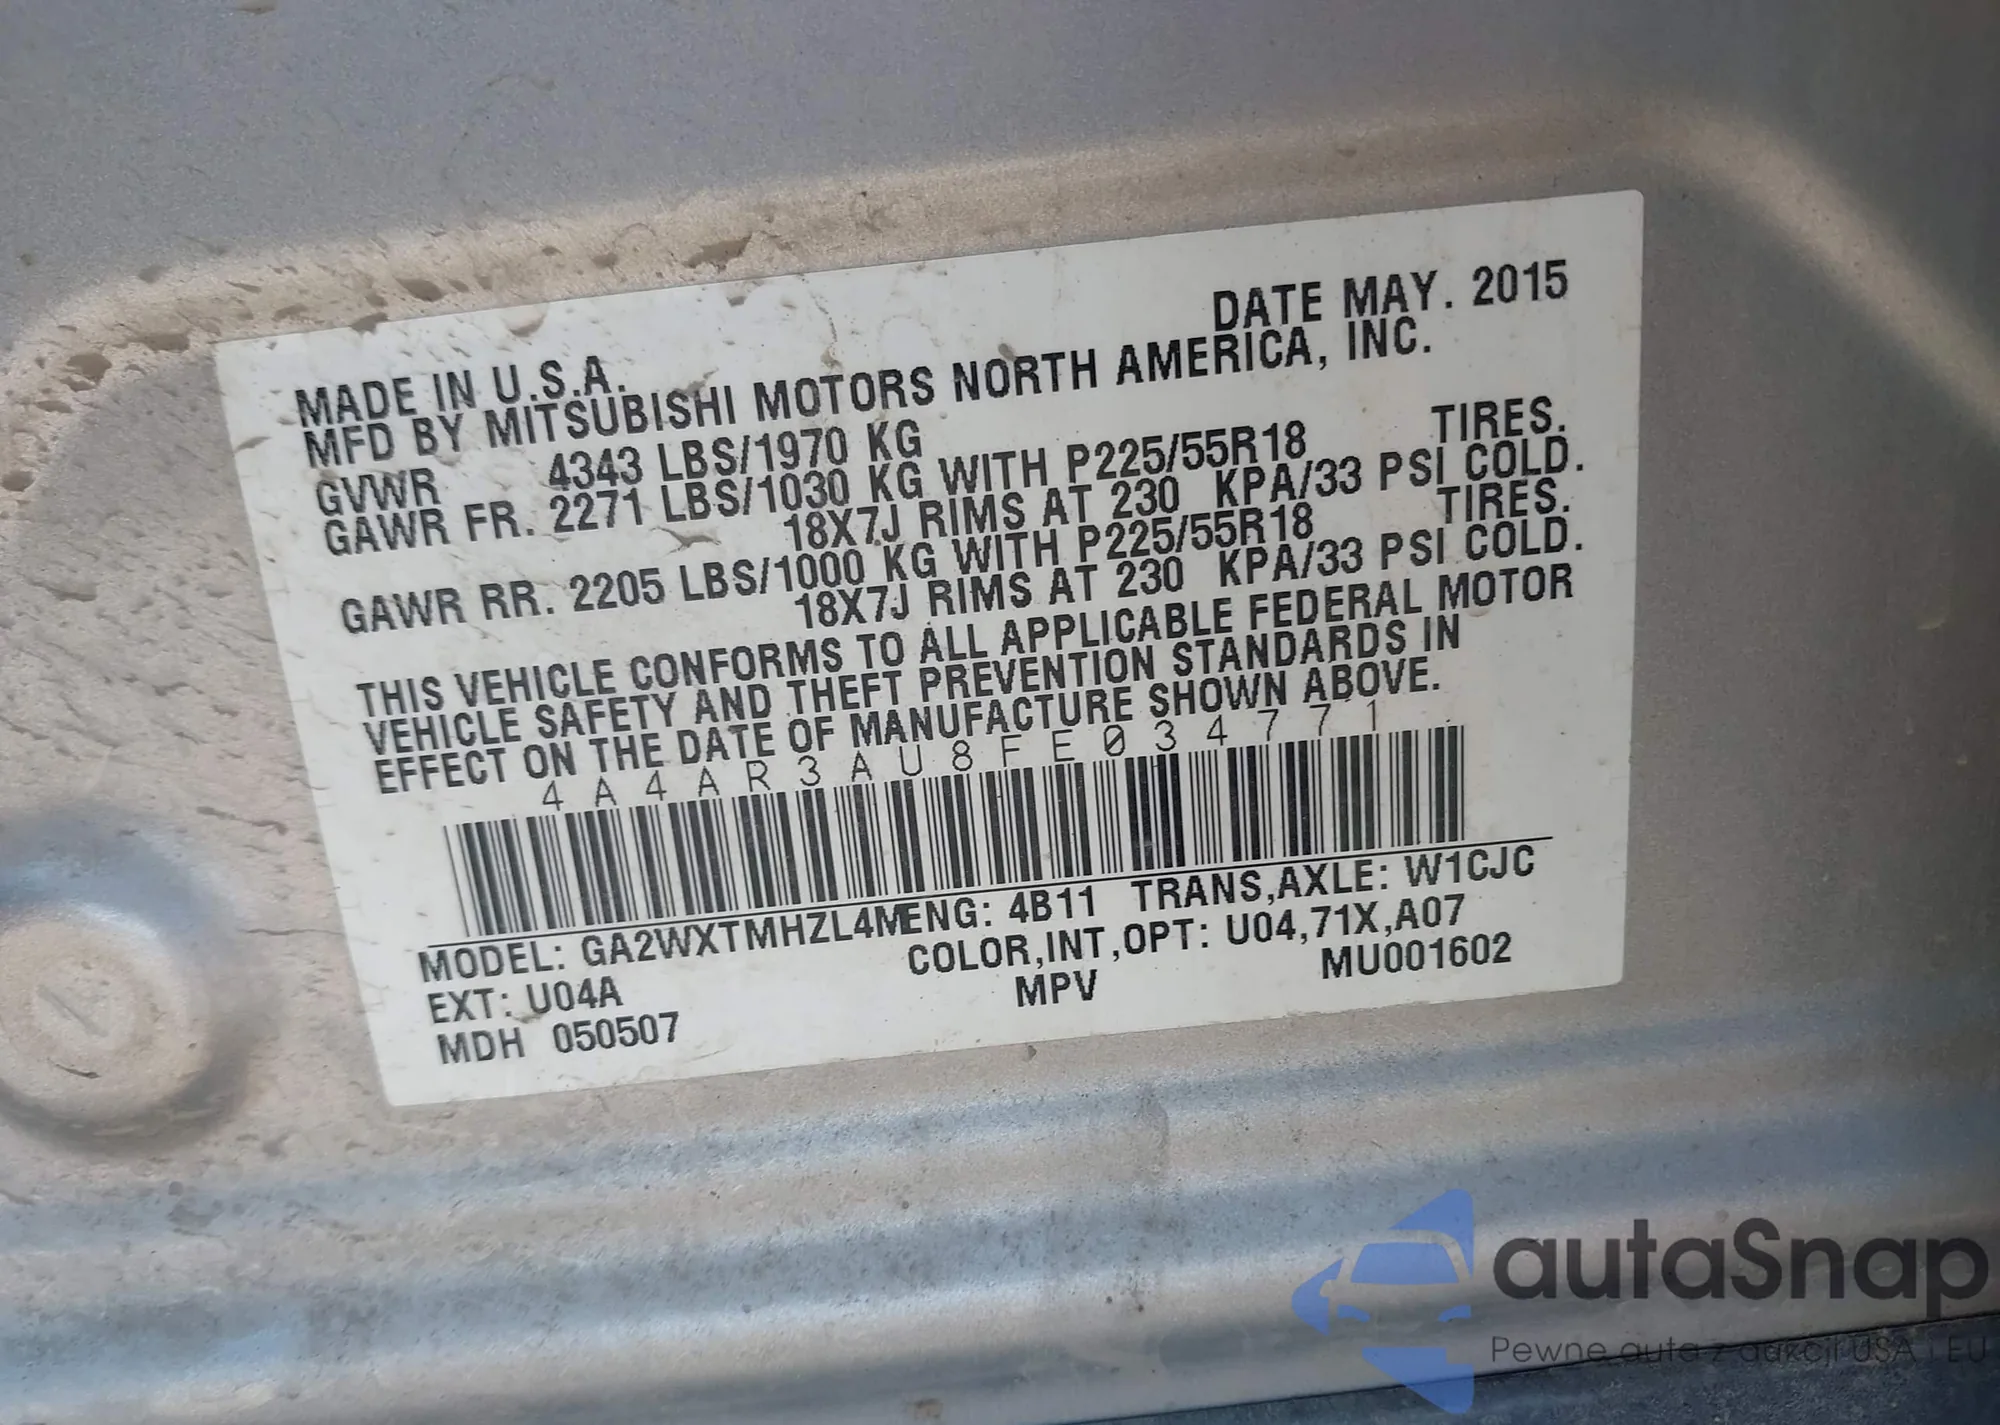 DATE MAY. 2015
MADE IN U.S.A.
MFD BY MITSUBISHI MOTORS NORTH AMERICA, INC.
GVWR 4343 LBS/1970 KG
GAWR FR. 2271 LBS/1030 KG WITH P225/55R18 TIRES.
18X7J RIMS AT 230 KPA/33 PSI COLD.
GAWR RR. 2205 LBS/1000 KG WITH P225/55R18 TIRES.
18X7J RIMS AT 230 KPA/33 PSI COLD.
THIS VEHICLE CONFORMS TO ALL APPLICABLE FEDERAL MOTOR
VEHICLE SAFETY AND THEFT PREVENTION STANDARDS IN
EFFECT ON THE DATE OF MANUFACTURE SHOWN ABOVE.
4A4AR3AU8FE034771
MODEL: GA2WXTMHZL4M ENG: 4B11 TRANS,AXLE: W1CJC
EXT: U04A COLOR,INT,OPT: U04,71X,A07
MDH 050507 MPV MU001602
autaSnap
Pewne auta z aukcji USA i EU